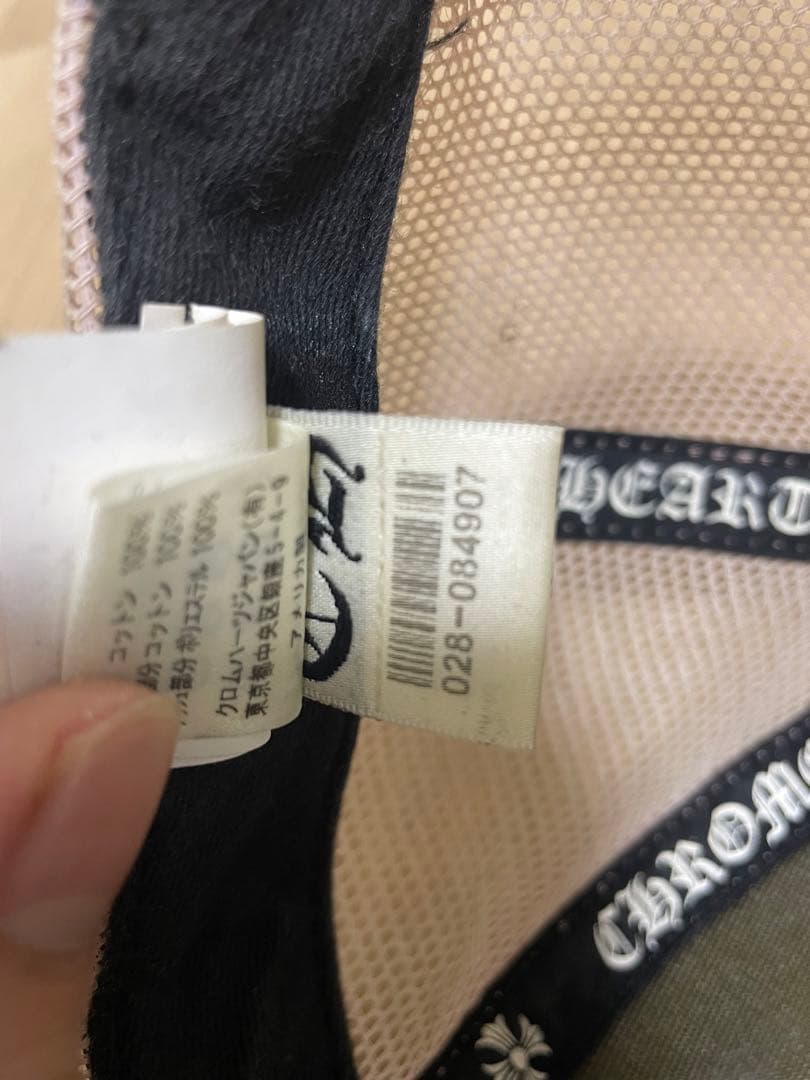 コットン 100%
部分 コットン 100%
部分 ポリエステル 100%
クロムハーツジャパン(有)
東京都中央区銀座5-4-9
アメリカ製
028-084907
HEART
CHROM